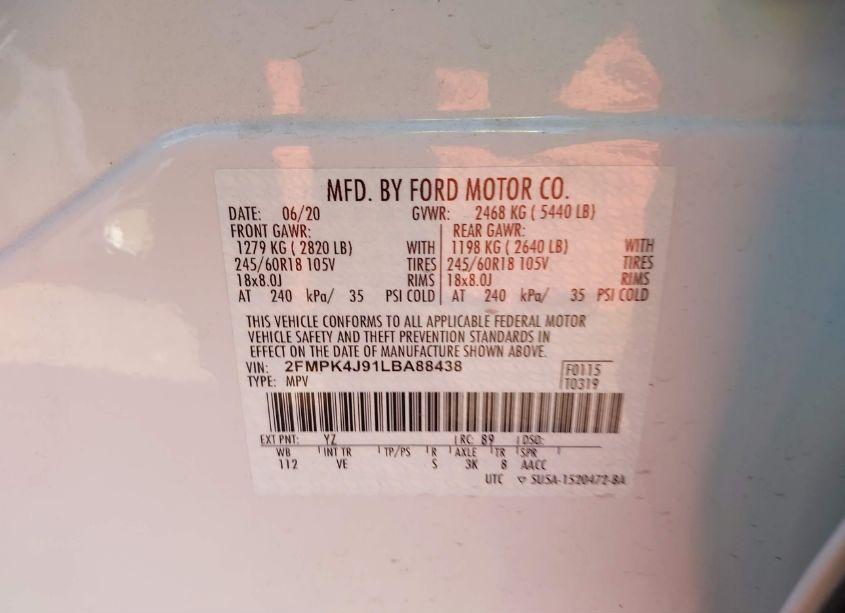 MFD. BY FORD MOTOR CO.
DATE: 06/20 GVWR: 2468 KG ( 5440 LB)
FRONT GAWR: REAR GAWR:
1279 KG ( 2820 LB) WITH 1198 KG ( 2640 LB) WITH
245/60R18 105V TIRES 245/60R18 105V TIRES
18x8.0J RIMS 18x8.0J RIMS
AT 240 kPa/ 35 PSI COLD AT 240 kPa/ 35 PSI COLD
THIS VEHICLE CONFORMS TO ALL APPLICABLE FEDERAL MOTOR
VEHICLE SAFETY AND THEFT PREVENTION STANDARDS IN
EFFECT ON THE DATE OF MANUFACTURE SHOWN ABOVE.
VIN: 2FMPK4J91LBA88438 F0115
TYPE: MPV T0319
EXT PNT: YZ RC: 89 DSO:
WB INT TR TP/PS R AXLE TR SPR
112 VE S 3K 8 AACC
UTC ▽ SU5A-1520472-BA